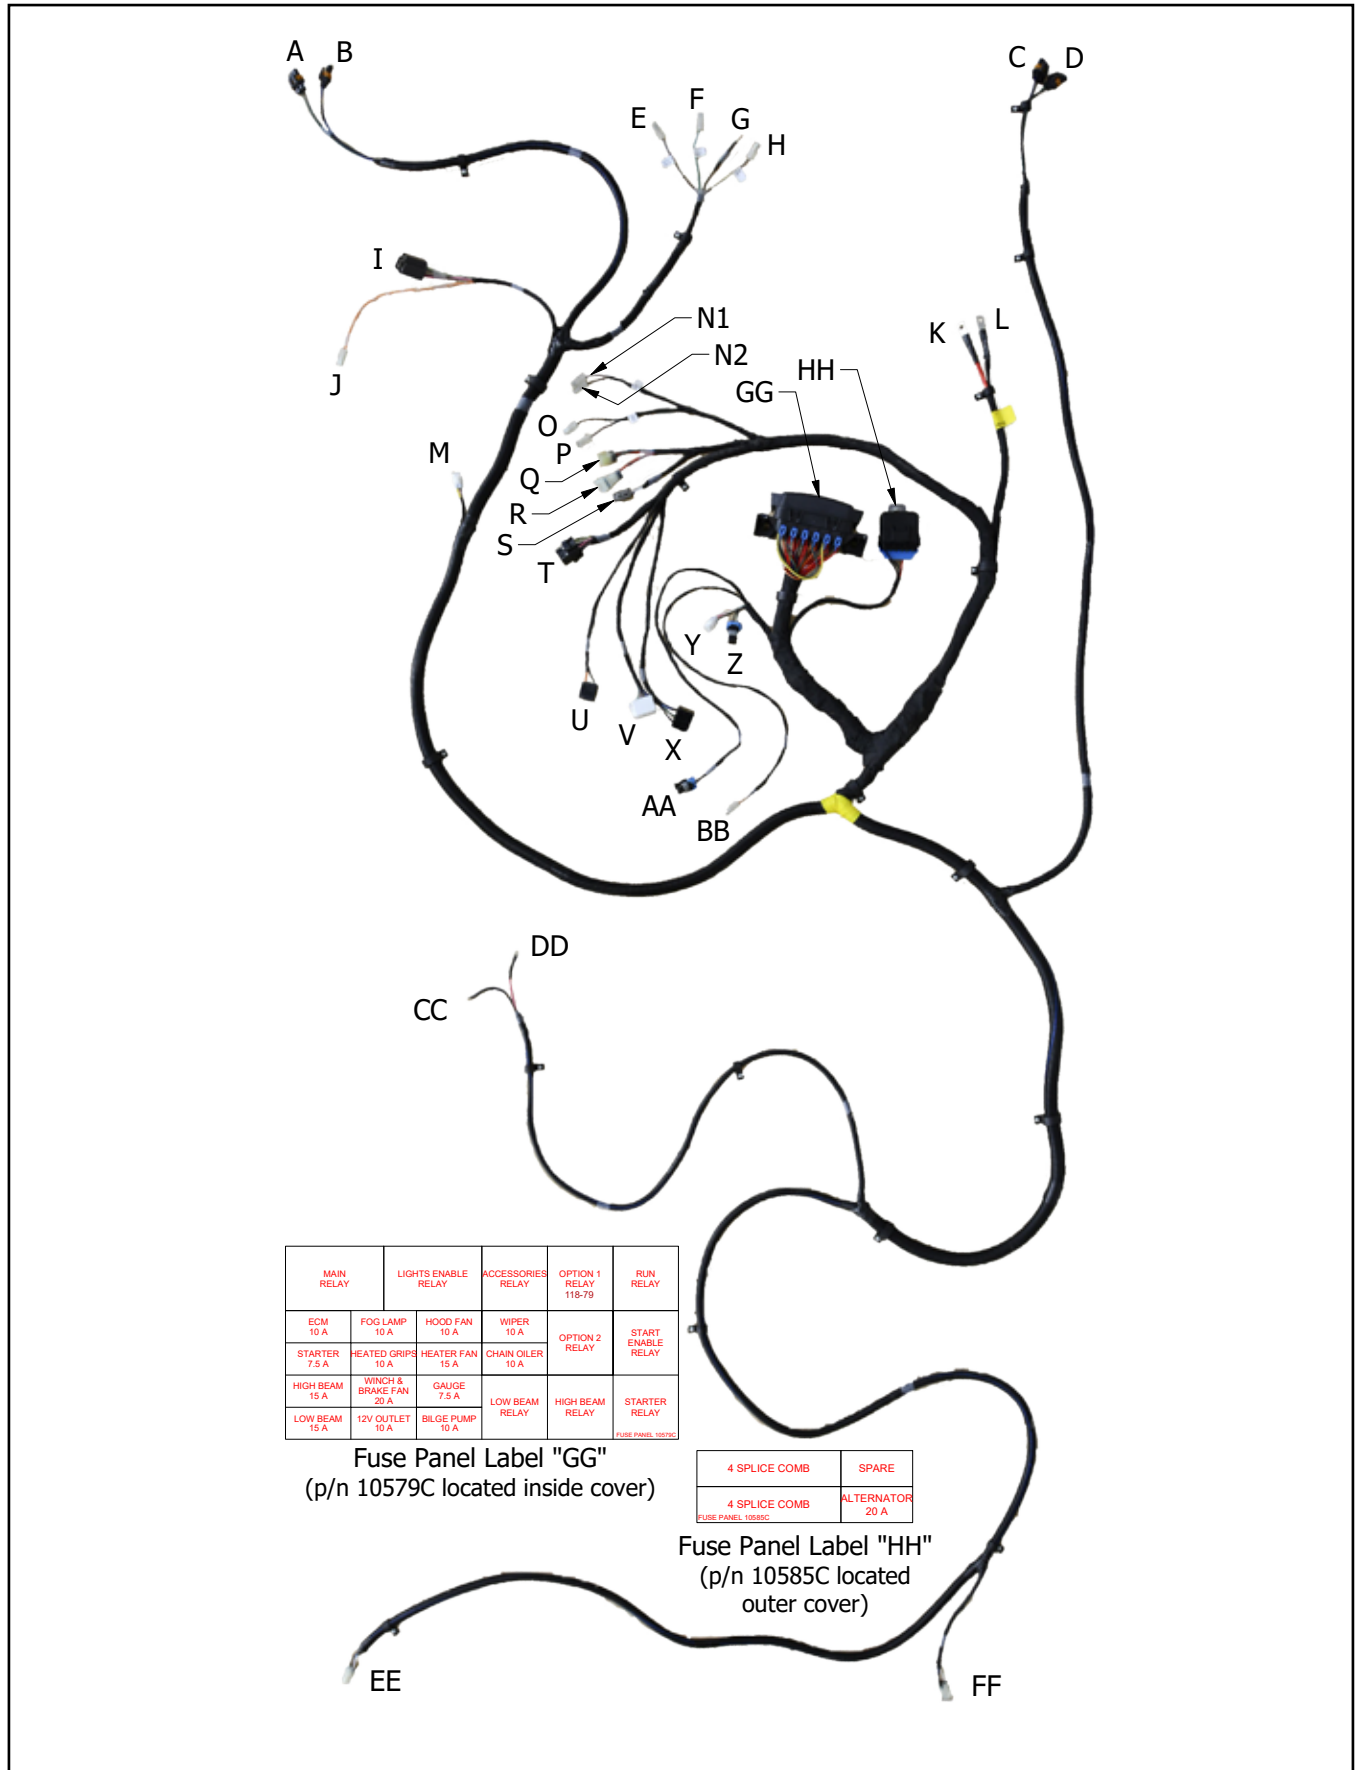 A
B
C
D
E
F
G
H
I
J
K
L
N1
N2
HH
GG
M
O
P
Q
R
S
T
Y
Z
U
V
X
AA
BB
DD
CC
MAIN
RELAY
LIGHTS ENABLE
RELAY
ACCESSORIES
RELAY
OPTION 1
RELAY
118-79
RUN
RELAY
ECM
10 A
FOG LAMP
10 A
HOOD FAN
10 A
WIPER
10 A
OPTION 2
RELAY
START
ENABLE
RELAY
STARTER
7.5 A
HEATED GRIPS
10 A
HEATER FAN
15 A
CHAIN OILER
10 A
HIGH BEAM
15 A
WINCH &
BRAKE FAN
20 A
GAUGE
7.5 A
LOW BEAM
RELAY
HIGH BEAM
RELAY
STARTER
RELAY
LOW BEAM
15 A
12V OUTLET
10 A
BILGE PUMP
10 A
FUSE PANEL 10579C
Fuse Panel Label "GG"
(p/n 10579C located inside cover)
4 SPLICE COMB
SPARE
4 SPLICE COMB
ALTERNATOR
20 A
FUSE PANEL 10585C
Fuse Panel Label "HH"
(p/n 10585C located
outer cover)
EE
FF